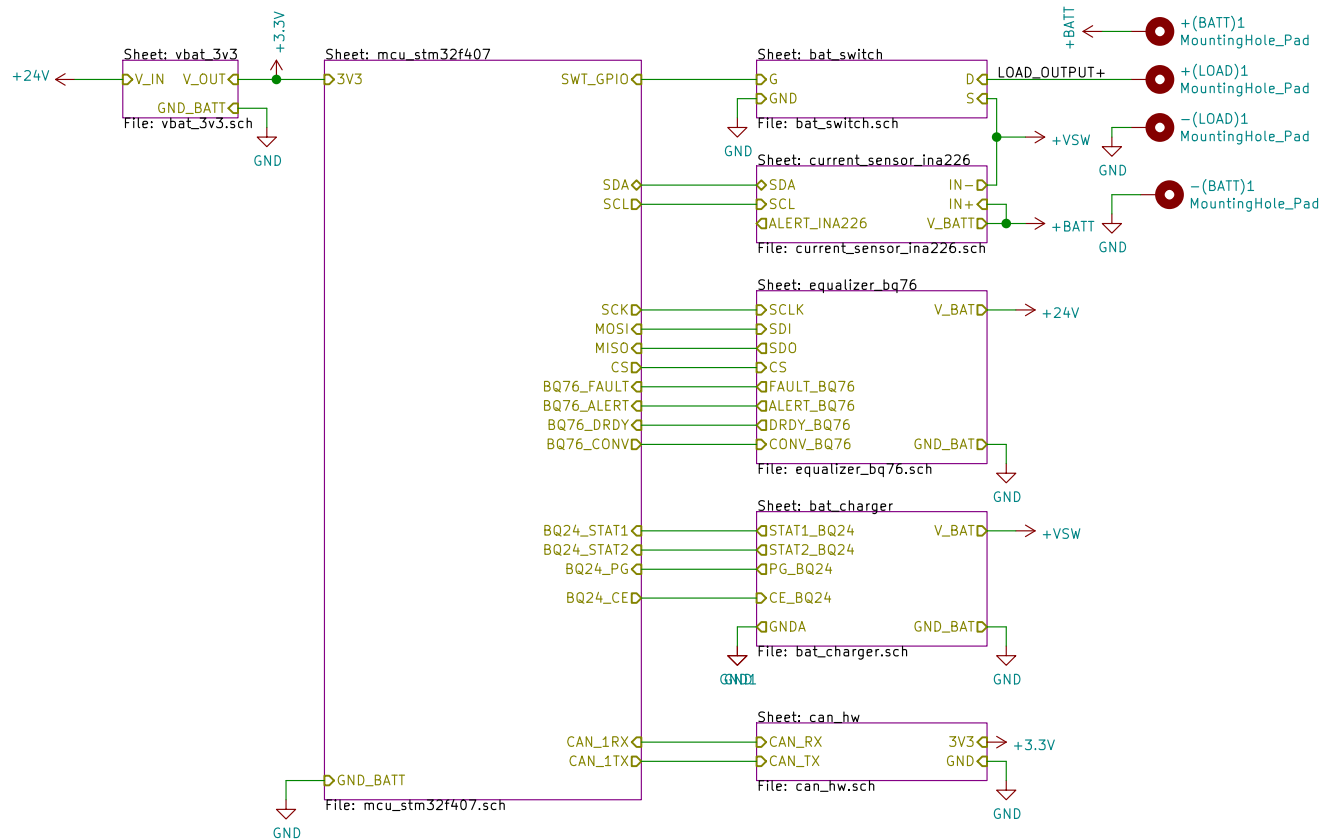 +BATT
+(BATT)1
MountingHole_Pad
+3.3V
Sheet: vbat_3v3
+24V
V_IN
V_OUT
GND_BATT
File: vbat_3v3.sch
GND
Sheet: mcu_stm32f407
3V3
SWT_GPIO
SDA
SCL
SCK
MOSI
MISO
CS
BQ76_FAULT
BQ76_ALERT
BQ76_DRDY
BQ76_CONV
BQ24_STAT1
BQ24_STAT2
BQ24_PG
BQ24_CE
CAN_1RX
CAN_1TX
GND_BATT
File: mcu_stm32f407.sch
GND
Sheet: bat_switch
G
D
GND
S
File: bat_switch.sch
GND
LOAD_OUTPUT+
+(LOAD)1
MountingHole_Pad
-(LOAD)1
MountingHole_Pad
GND
+VSW
-(BATT)1
MountingHole_Pad
GND
Sheet: current_sensor_ina226
SDA
IN-
SCL
IN+
ALERT_INA226
V_BATT
+BATT
File: current_sensor_ina226.sch
Sheet: equalizer_bq76
SCLK
V_BAT
+24V
SDI
SDO
CS
FAULT_BQ76
ALERT_BQ76
DRDY_BQ76
CONV_BQ76
GND_BAT
File: equalizer_bq76.sch
GND
Sheet: bat_charger
STAT1_BQ24
V_BAT
+VSW
STAT2_BQ24
PG_BQ24
CE_BQ24
GNDA
GND_BAT
File: bat_charger.sch
GND
Sheet: can_hw
CAN_RX
3V3
+3.3V
CAN_TX
GND
File: can_hw.sch
GND